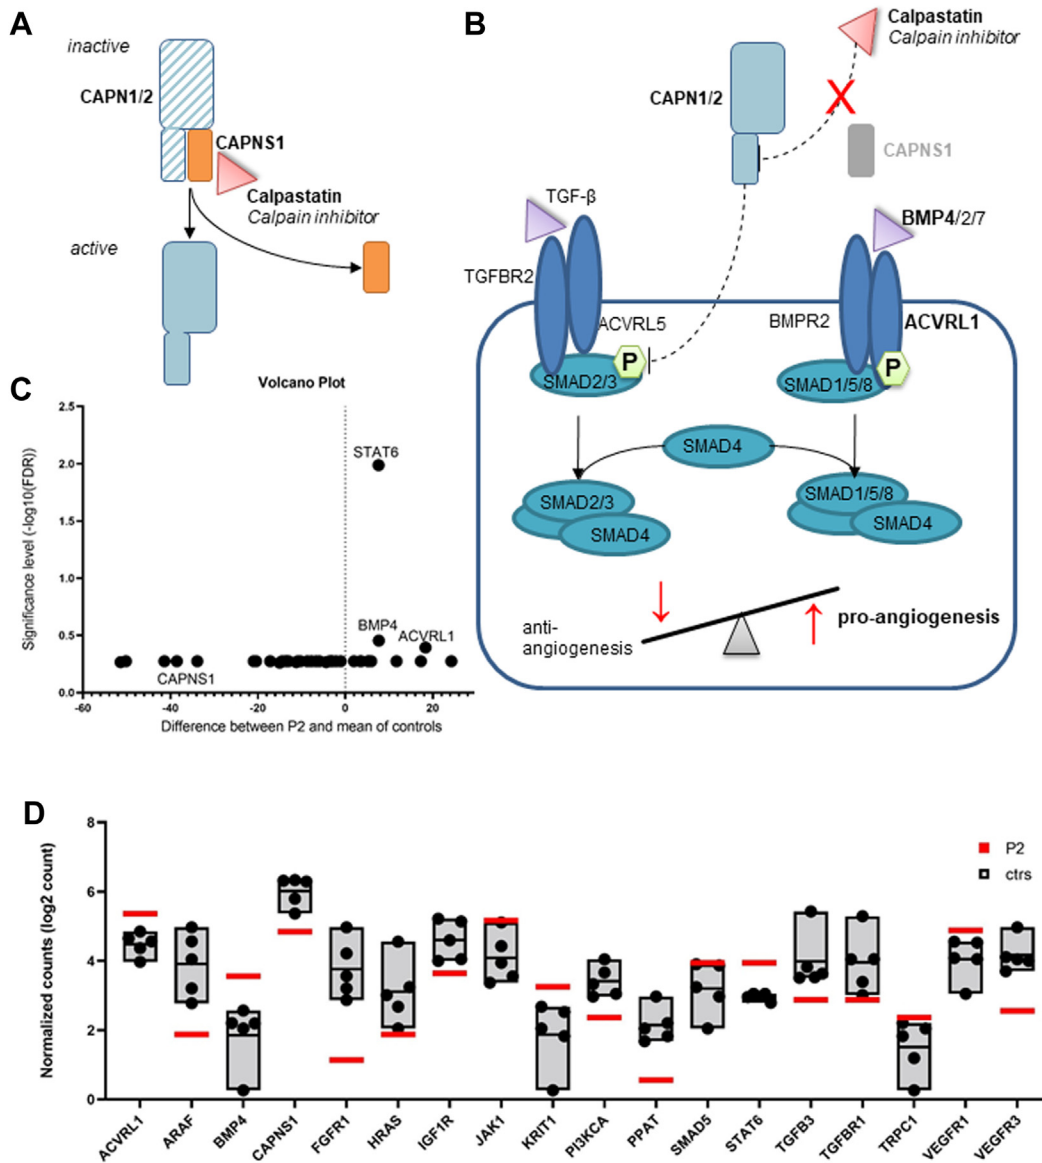 A
inactive
CAPN1/2
CAPNS1
Calpastatin
Calpain inhibitor
active
B
Calpastatin
Calpain inhibitor
CAPN1/2
X
CAPNS1
TGF-β
BMP4/2/7
TGFBR2
ACVRL5
BMPR2
ACVRL1
P
SMAD2/3
P
SMAD1/5/8
SMAD4
SMAD2/3
SMAD4
SMAD1/5/8
SMAD4
anti-
angiogenesis
pro-angiogenesis
C
Volcano Plot
Significance level (-log10(FDR))
2.5
2.0
1.5
1.0
0.5
0.0
STAT6
BMP4
ACVRL1
CAPNS1
-60 -40 -20 0 20
Difference between P2 and mean of controls
D
Normalized counts (log2 count)
8
6
4
2
0
P2
ctrs
ACVRL1
ARAF
BMP4
CAPNS1
FGFR1
HRAS
IGF1R
JAK1
KRIT1
PI3KCA
PPAT
SMAD5
STAT6
TGFB3
TGFBR1
TRPC1
VEGFR1
VEGFR3